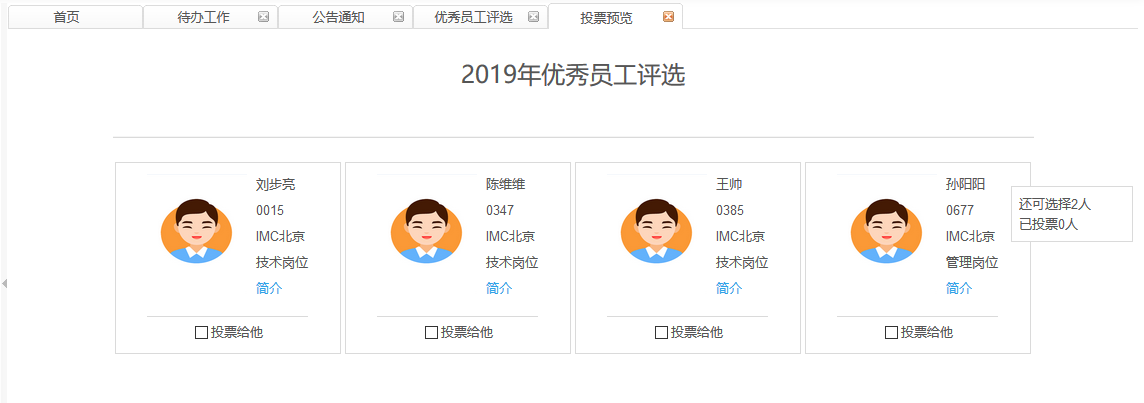 首页 待办工作 公告通知 优秀员工评选 投票预览
2019年优秀员工评选
刘步亮
0015
IMC北京
技术岗位
简介
投票给他
陈维维
0347
IMC北京
技术岗位
简介
投票给他
王帅
0385
IMC北京
技术岗位
简介
投票给他
孙阳阳
0677
IMC北京
管理岗位
简介
投票给他
还可选择2人
已投票0人